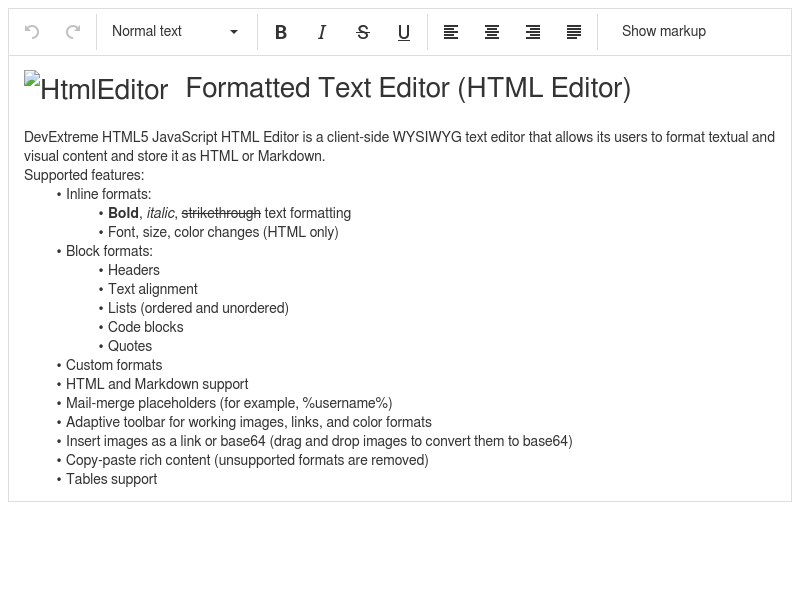 Normal text
B I S U
Show markup
HtmlEditor Formatted Text Editor (HTML Editor)
DevExtreme HTML5 JavaScript HTML Editor is a client-side WYSIWYG text editor that allows its users to format textual and
visual content and store it as HTML or Markdown.
Supported features:
• Inline formats:
• Bold, italic, strikethrough text formatting
• Font, size, color changes (HTML only)
• Block formats:
• Headers
• Text alignment
• Lists (ordered and unordered)
• Code blocks
• Quotes
• Custom formats
• HTML and Markdown support
• Mail-merge placeholders (for example, %username%)
• Adaptive toolbar for working images, links, and color formats
• Insert images as a link or base64 (drag and drop images to convert them to base64)
• Copy-paste rich content (unsupported formats are removed)
• Tables support